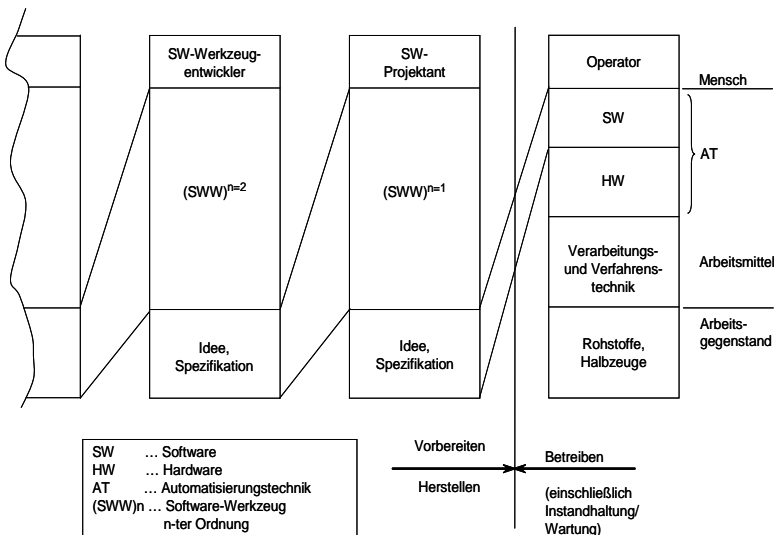 SW-Werkzeug-
entwickler
(SWW)ⁿ⁼²
Idee,
Spezifikation
SW-
Projektant
(SWW)ⁿ⁼¹
Idee,
Spezifikation
Operator
SW
HW
Verarbeitungs-
und Verfahrens-
technik
Rohstoffe,
Halbzeuge
Mensch
AT
Arbeitsmittel
Arbeits-
gegenstand
SW … Software
HW … Hardware
AT … Automatisierungstechnik
(SWW)n … Software-Werkzeug
n-ter Ordnung
Vorbereiten
Herstellen
Betreiben
(einschließlich
Instandhaltung/
Wartung)